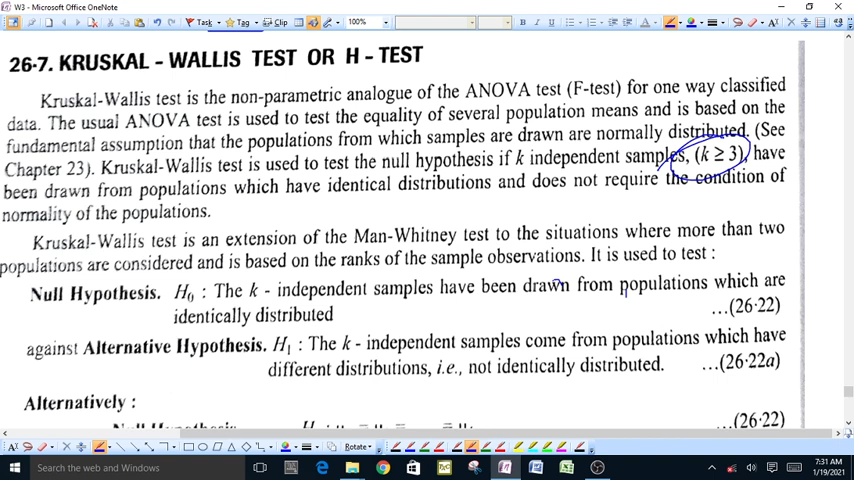 W3 - Microsoft Office OneNote
Task
Tag
Clip
100%
B I U
26·7. KRUSKAL - WALLIS TEST OR H - TEST
Kruskal-Wallis test is the non-parametric analogue of the ANOVA test (F-test) for one way classified
data. The usual ANOVA test is used to test the equality of several population means and is based on the
fundamental assumption that the populations from which samples are drawn are normally distributed. (See
Chapter 23). Kruskal-Wallis test is used to test the null hypothesis if k independent samples, (k ≥ 3), have
been drawn from populations which have identical distributions and does not require the condition of
normality of the populations.
Kruskal-Wallis test is an extension of the Man-Whitney test to the situations where more than two
populations are considered and is based on the ranks of the sample observations. It is used to test :
Null Hypothesis. H₀ : The k - independent samples have been drawn from populations which are
identically distributed ...(26·22)
against Alternative Hypothesis. H₁ : The k - independent samples come from populations which have
different distributions, i.e., not identically distributed. ...(26·22a)
Alternatively :
...(26·22)
Rotate
Search the web and Windows
7:31 AM
1/19/2021